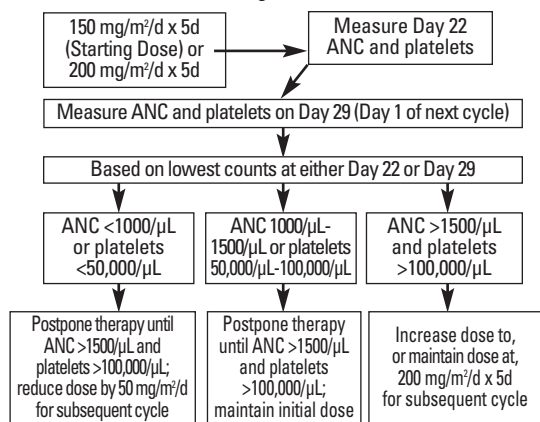 150 mg/m²/d x 5d
(Starting Dose) or
200 mg/m²/d x 5d
Measure Day 22
ANC and platelets
Measure ANC and platelets on Day 29 (Day 1 of next cycle)
Based on lowest counts at either Day 22 or Day 29
ANC <1000/µL
or platelets
<50,000/µL
ANC 1000/µL-
1500/µL or platelets
50,000/µL-100,000/µL
ANC >1500/µL
and platelets
>100,000/µL
Postpone therapy until
ANC >1500/µL and
platelets >100,000/µL;
reduce dose by 50 mg/m²/d
for subsequent cycle
Postpone therapy
until ANC >1500/µL
and platelets
>100,000/µL;
maintain initial dose
Increase dose to,
or maintain dose at,
200 mg/m²/d x 5d
for subsequent cycle